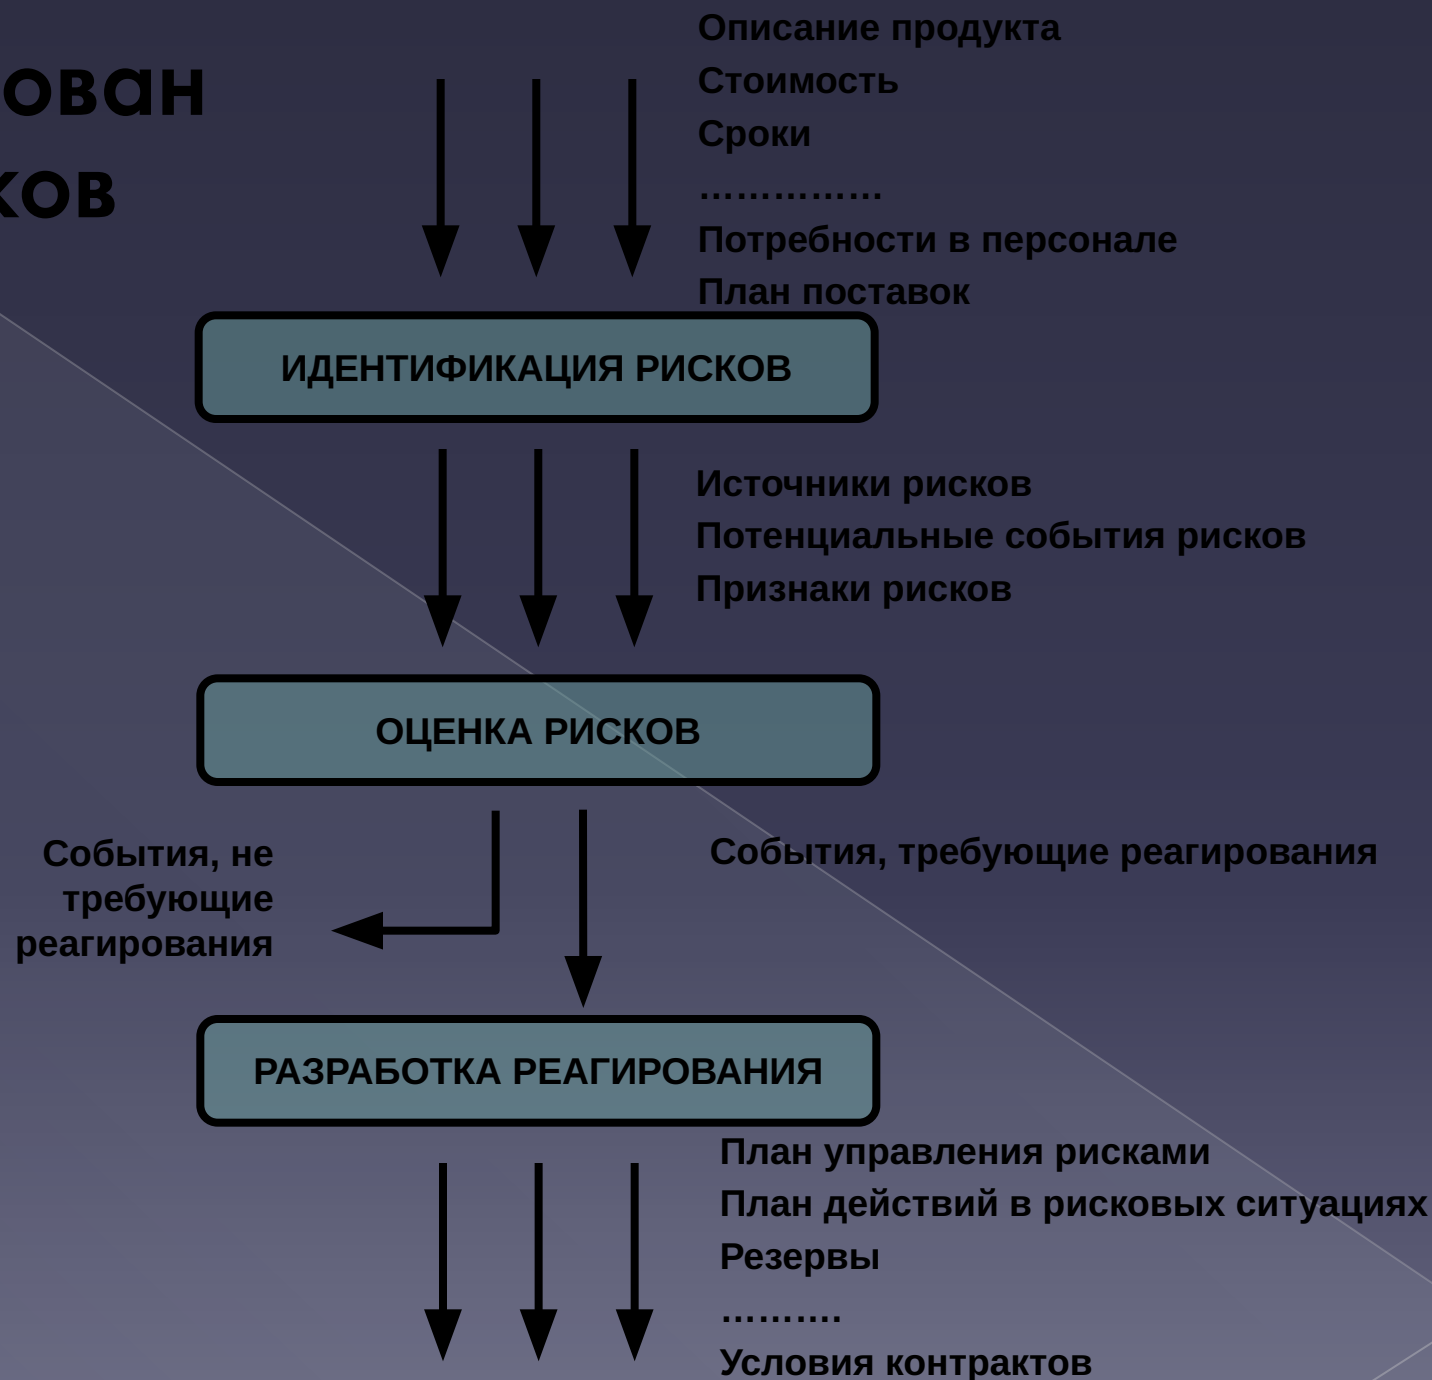 ован
ков
Описание продукта
Стоимость
Сроки
……………
Потребности в персонале
План поставок
ИДЕНТИФИКАЦИЯ РИСКОВ
Источники рисков
Потенциальные события рисков
Признаки рисков
ОЦЕНКА РИСКОВ
События, не
требующие
реагирования
События, требующие реагирования
РАЗРАБОТКА РЕАГИРОВАНИЯ
План управления рисками
План действий в рисковых ситуациях
Резервы
……….
Условия контрактов